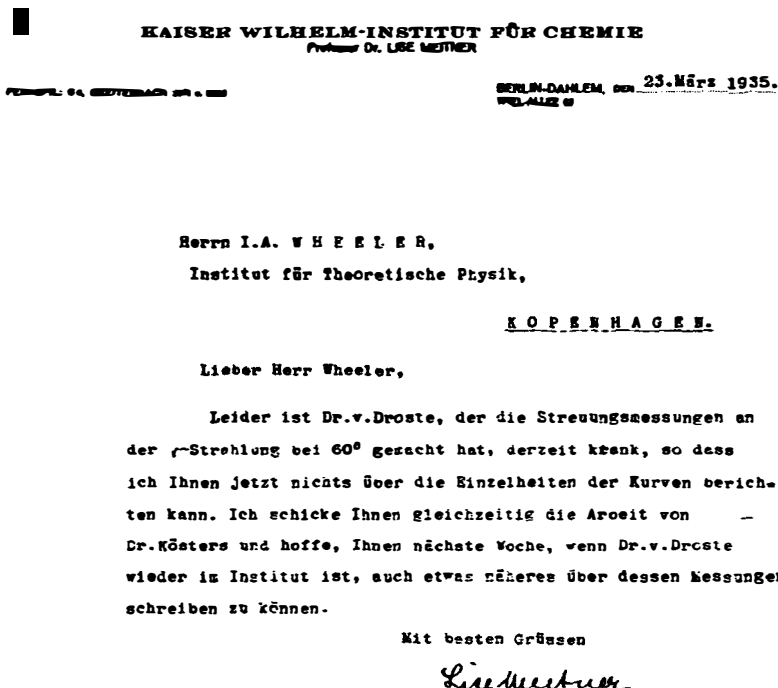 KAISER WILHELM-INSTITUT FÜR CHEMIE
Professor Dr. LISE MEITNER
BERLIN-DAHLEM, DEN 23.März 1935.
Herrn I.A. W H E E L E R,
Institut für Theoretische Physik,
K O P E N H A G E N.
Lieber Herr Wheeler,
Leider ist Dr.v.Droste, der die Streuungsmessungen an
der γ-Strahlung bei 60° gemacht hat, derzeit krank, so dass
ich Ihnen jetzt nichts über die Einzelheiten der Kurven berich-
ten kann. Ich schicke Ihnen gleichzeitig die Arbeit von
Dr.Kösters und hoffe, Ihnen nächste Woche, wenn Dr.v.Droste
wieder im Institut ist, auch etwas näheres über dessen Messungen
schreiben zu können.
Mit besten Grüssen
Lise Meitner.